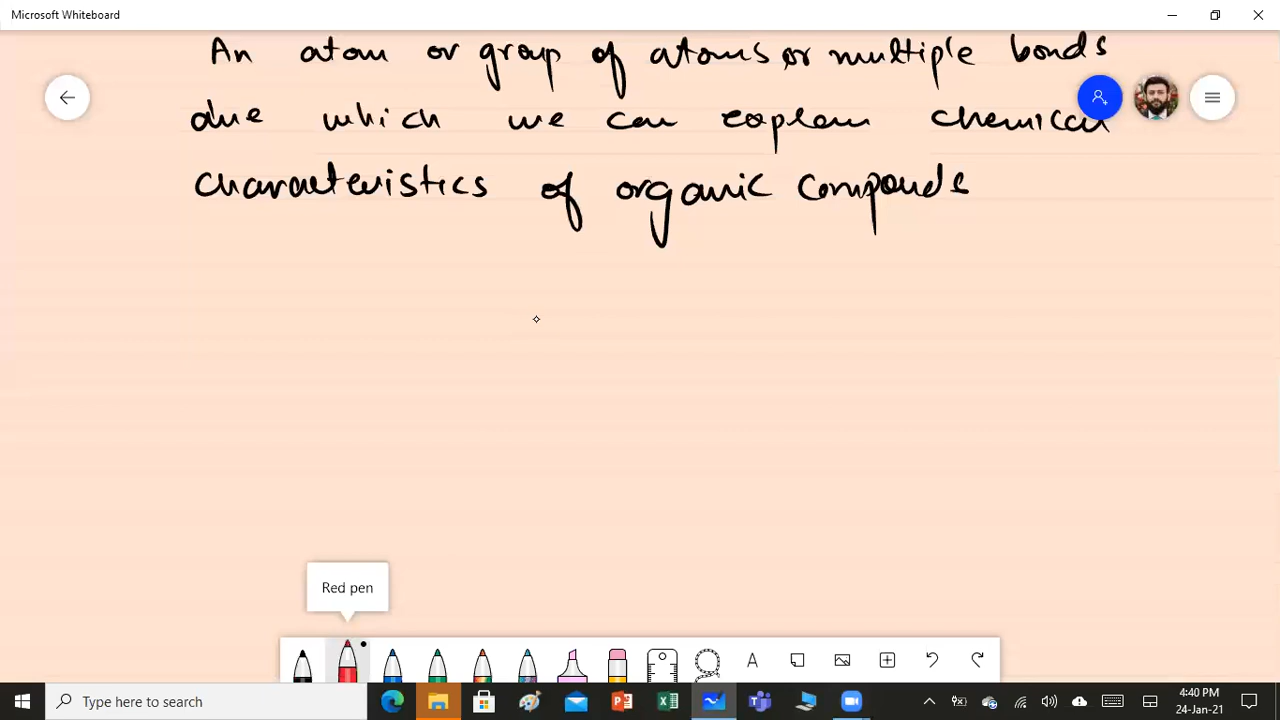 Microsoft Whiteboard
An atom or group of atoms or multiple bonds
due which we can explain chemical
characteristics of organic compounds
Red pen
A
Type here to search
4:40 PM
24-Jan-21